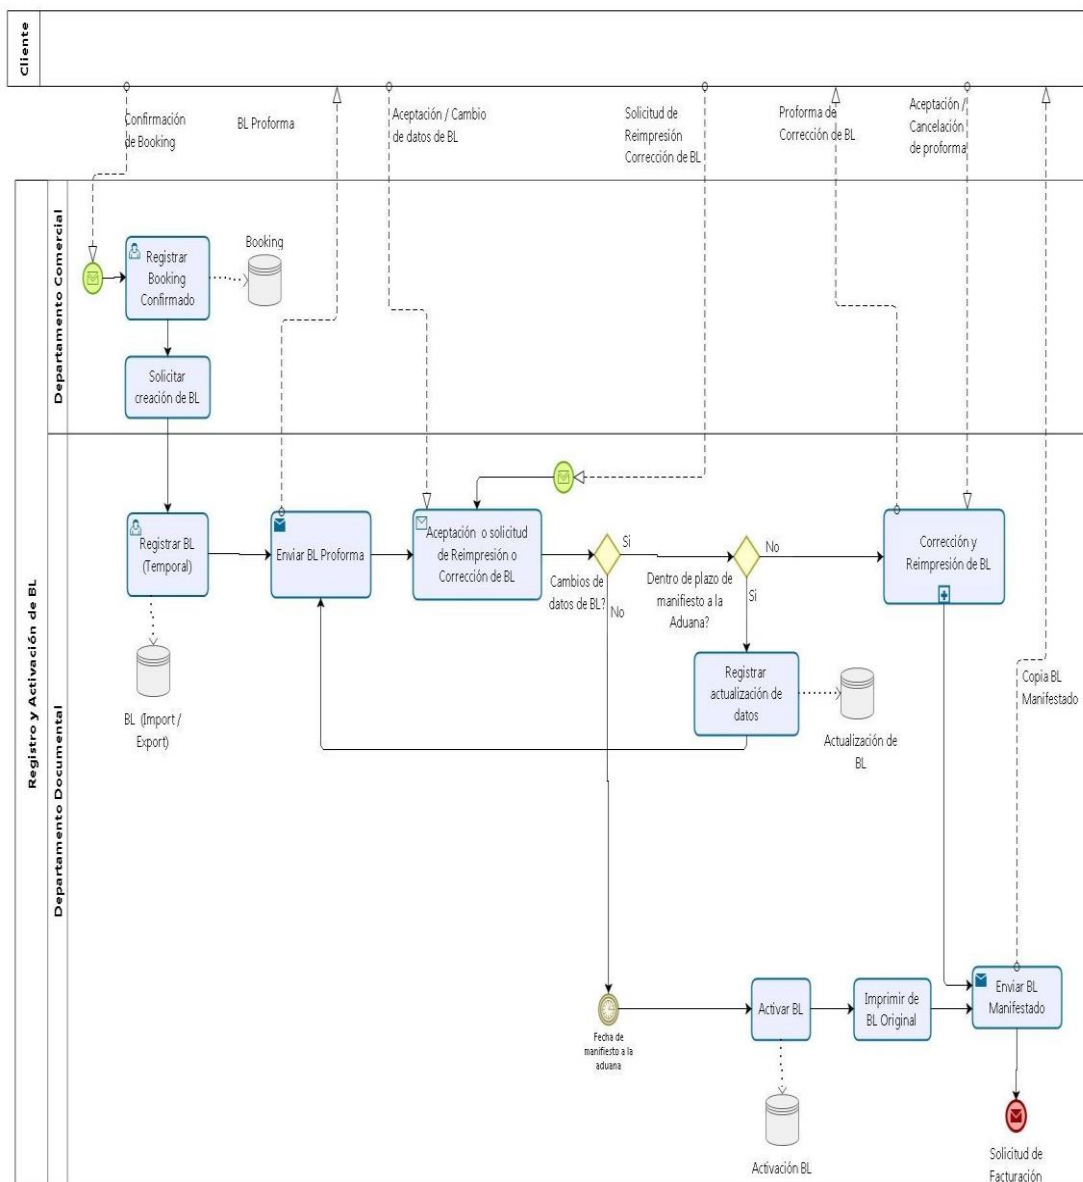 Cliente
Confirmación
de Booking
BL Proforma
Aceptación / Cambio
de datos de BL
Solicitud de
Reimpresión
Corrección de BL
Proforma de
Corrección de BL
Aceptación /
Cancelación
de proforma
Registro y Activación de BL
Departamento Comercial
Registrar
Booking
Confirmado
Booking
Solicitar
creación de BL
Departamento Documental
Registrar BL
(Temporal)
BL (Import /
Export)
Enviar BL Proforma
Aceptación o solicitud
de Reimpresión o
Corrección de BL
Si
Cambios de
datos de BL?
No
No
Dentro de plazo de
manifiesto a la
Aduana?
Si
Corrección y
Reimpresión de BL
Registrar
actualización de
datos
Actualización de
BL
Copia BL
Manifestado
Fecha de
manifiesto a la
aduana
Activar BL
Activación BL
Imprimir de
BL Original
Enviar BL
Manifestado
Solicitud de
Facturación